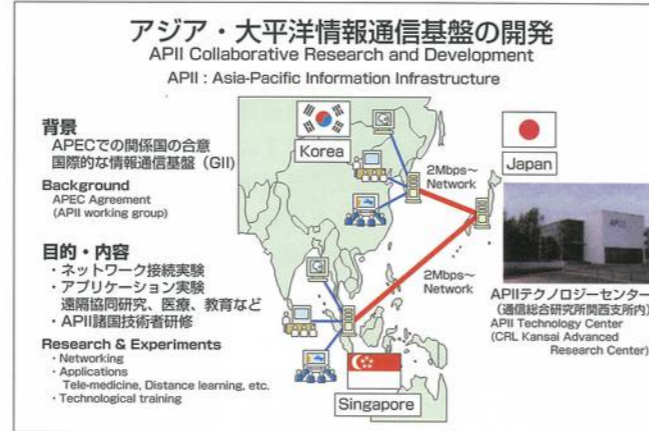 アジア・太平洋情報通信基盤の開発
APII Collaborative Research and Development
APII : Asia-Pacific Information Infrastructure
背景
APECでの関係国の合意
国際的な情報通信基盤（GII）
Background
APEC Agreement
(APII working group)
目的・内容
・ネットワーク接続実験
・アプリケーション実験
遠隔協同研究、医療、教育など
・APII諸国技術者研修
Research & Experiments
・Networking
・Applications
Tele-medicine, Distance learning, etc.
・Technological training
Korea
2Mbps～
Network
Japan
2Mbps～
Network
Singapore
APII
APIIテクノロジーセンター
（通信総合研究所関西支所内）
APII Technology Center
(CRL Kansai Advanced
Research Center)